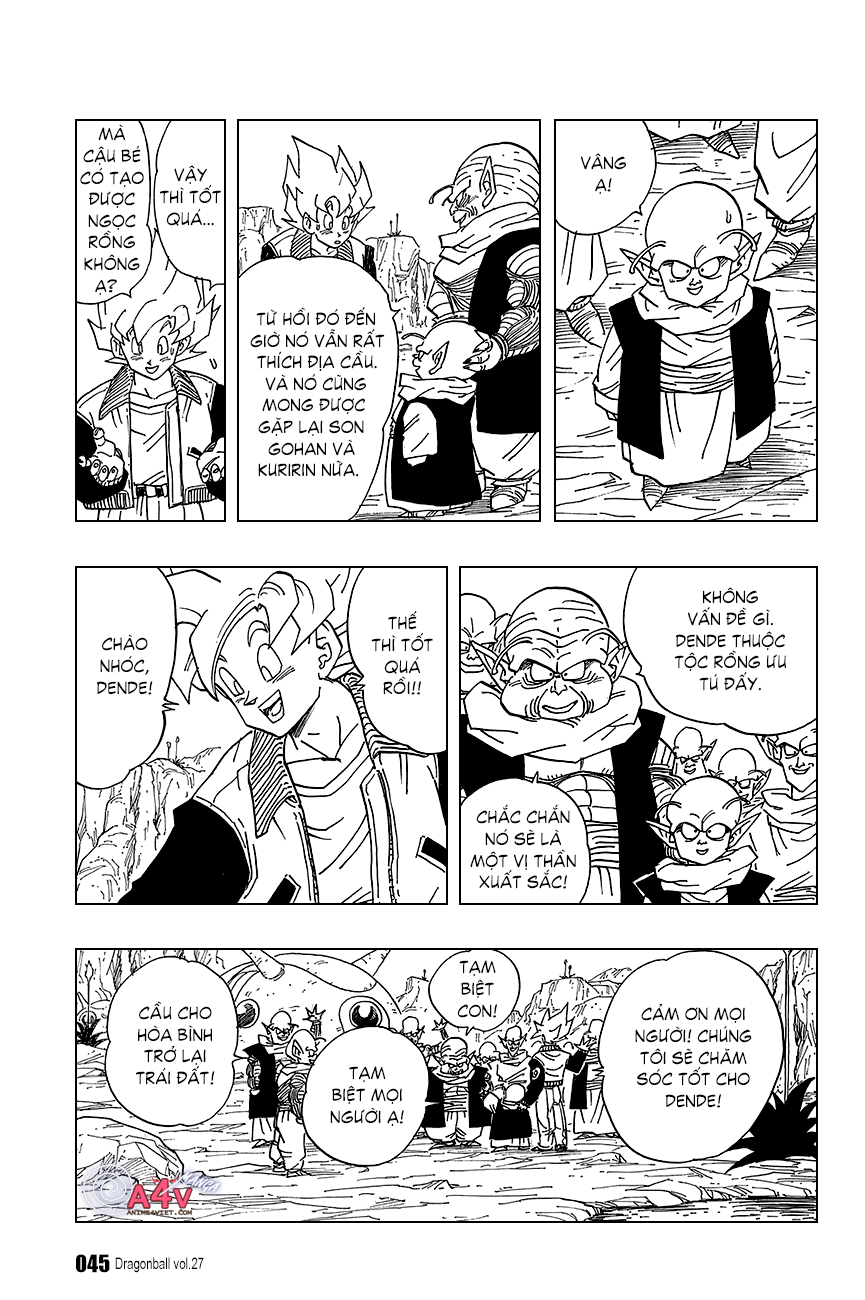 VÂNG
Ạ!
TỪ HỒI ĐÓ ĐẾN
GIỜ NÓ VẪN RẤT
THÍCH ĐỊA CẦU.
VÀ NÓ CŨNG
MONG ĐƯỢC
GẶP LẠI SON
GOHAN VÀ
KURIRIN NỮA.
VẬY
THÌ TỐT
QUÁ...
MÀ
CẬU BÉ
CÓ TẠO
ĐƯỢC
NGỌC
RỒNG
KHÔNG
Ạ?
KHÔNG
VẤN ĐỀ GÌ.
DENDE THUỘC
TỘC RỒNG ƯU
TÚ ĐẤY.
CHẮC CHẮN
NÓ SẼ LÀ
MỘT VỊ THẦN
XUẤT SẮC!
THẾ
THÌ TỐT
QUÁ
RỒI!!
CHÀO
NHÓC,
DENDE!
CẢM ƠN MỌI
NGƯỜI! CHÚNG
TÔI SẼ CHĂM
SÓC TỐT CHO
DENDE!
TẠM
BIỆT
CON!
TẠM
BIỆT MỌI
NGƯỜI Ạ!
CẦU CHO
HÒA BÌNH
TRỞ LẠI
TRÁI ĐẤT!
A4V
ANIME4VIET.COM
045 Dragonball vol.27